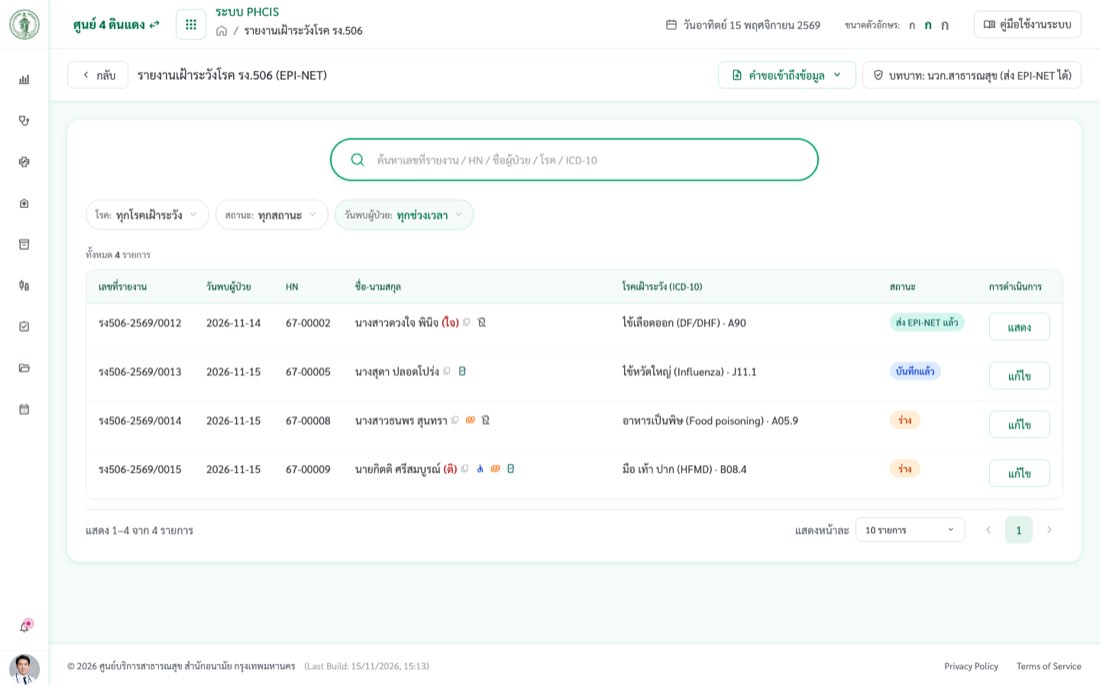 ศูนย์ 4 ดินแดง
ระบบ PHCIS
/ รายงานเฝ้าระวังโรค รง.506
วันอาทิตย์ 15 พฤศจิกายน 2569
ขนาดตัวอักษร: ก ก ก
คู่มือใช้งานระบบ
กลับ
รายงานเฝ้าระวังโรค รง.506 (EPI-NET)
คำขอเข้าถึงข้อมูล
บทบาท: นวก.สาธารณสุข (ส่ง EPI-NET ได้)
ค้นหาเลขที่รายงาน / HN / ชื่อผู้ป่วย / โรค / ICD-10
โรค: ทุกโรคเฝ้าระวัง
สถานะ: ทุกสถานะ
วันพบผู้ป่วย: ทุกช่วงเวลา
ทั้งหมด 4 รายการ
เลขที่รายงาน วันพบผู้ป่วย HN ชื่อ-นามสกุล โรคเฝ้าระวัง (ICD-10) สถานะ การดำเนินการ
รง506-2569/0012 2026-11-14 67-00002 นางสาวดวงใจ พินิจ (ใจ) ไข้เลือดออก (DF/DHF) · A90 ส่ง EPI-NET แล้ว แสดง
รง506-2569/0013 2026-11-15 67-00005 นางสุดา ปลอดโปร่ง ไข้หวัดใหญ่ (Influenza) · J11.1 บันทึกแล้ว แก้ไข
รง506-2569/0014 2026-11-15 67-00008 นางสาวธนพร สุนทรา อาหารเป็นพิษ (Food poisoning) · A05.9 ร่าง แก้ไข
รง506-2569/0015 2026-11-15 67-00009 นายกิตติ ศรีสมบูรณ์ (ติ) มือ เท้า ปาก (HFMD) · B08.4 ร่าง แก้ไข
แสดง 1–4 จาก 4 รายการ
แสดงหน้าละ 10 รายการ 1
© 2026 ศูนย์บริการสาธารณสุข สำนักอนามัย กรุงเทพมหานคร (Last Build: 15/11/2026, 15:13)
Privacy Policy Terms of Service